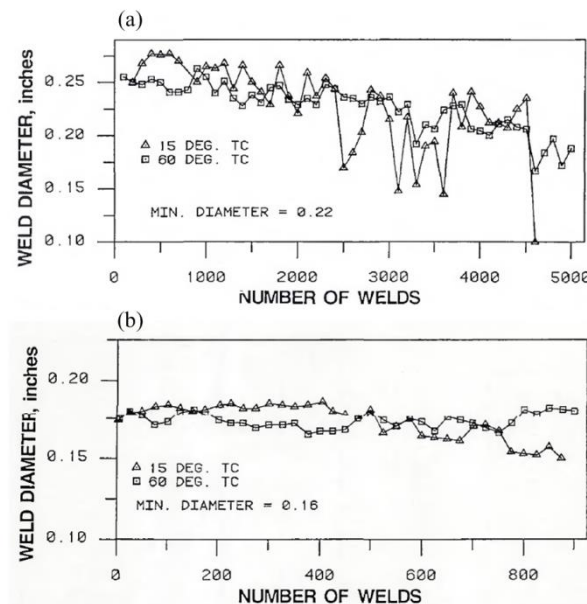 (a)
WELD DIAMETER, inches
0.25
0.20
0.15
0.10
△ 15 DEG. TC
□ 60 DEG. TC
MIN. DIAMETER = 0.22
0 1000 2000 3000 4000 5000
NUMBER OF WELDS
(b)
WELD DIAMETER, inches
0.20
0.15
0.10
△ 15 DEG. TC
□ 60 DEG. TC
MIN. DIAMETER = 0.16
0 200 400 600 800
NUMBER OF WELDS